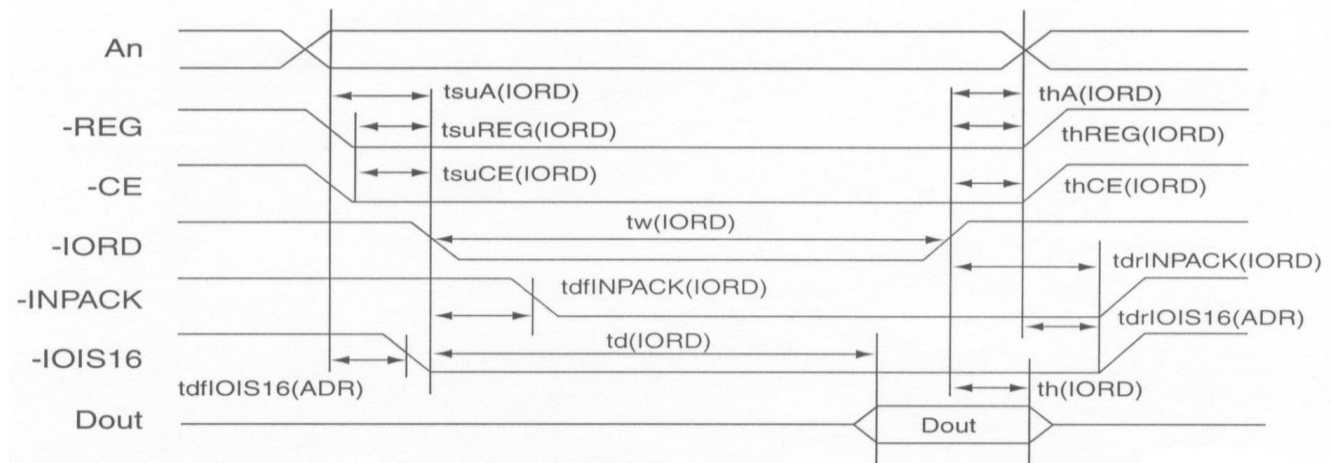 An
tsuA(IORD)
thA(IORD)
-REG
tsuREG(IORD)
thREG(IORD)
-CE
tsuCE(IORD)
thCE(IORD)
-IORD
tw(IORD)
tdrINPACK(IORD)
-INPACK
tdfINPACK(IORD)
tdrIOIS16(ADR)
-IOIS16
td(IORD)
tdfIOIS16(ADR)
th(IORD)
Dout
Dout